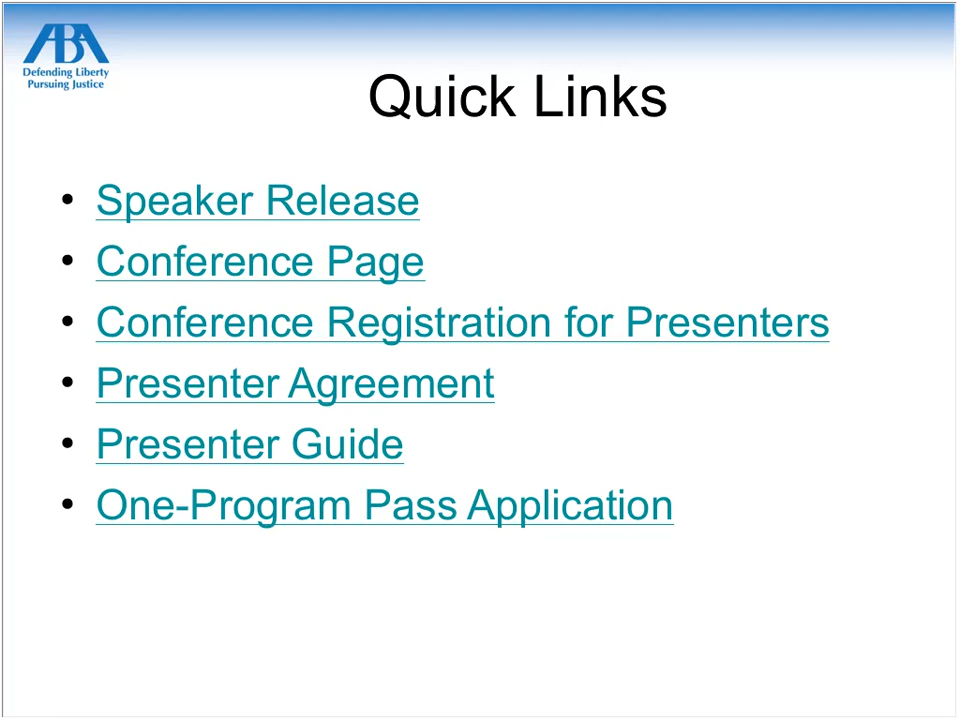 ABA
Defending Liberty
Pursuing Justice
Quick Links
• Speaker Release
• Conference Page
• Conference Registration for Presenters
• Presenter Agreement
• Presenter Guide
• One-Program Pass Application